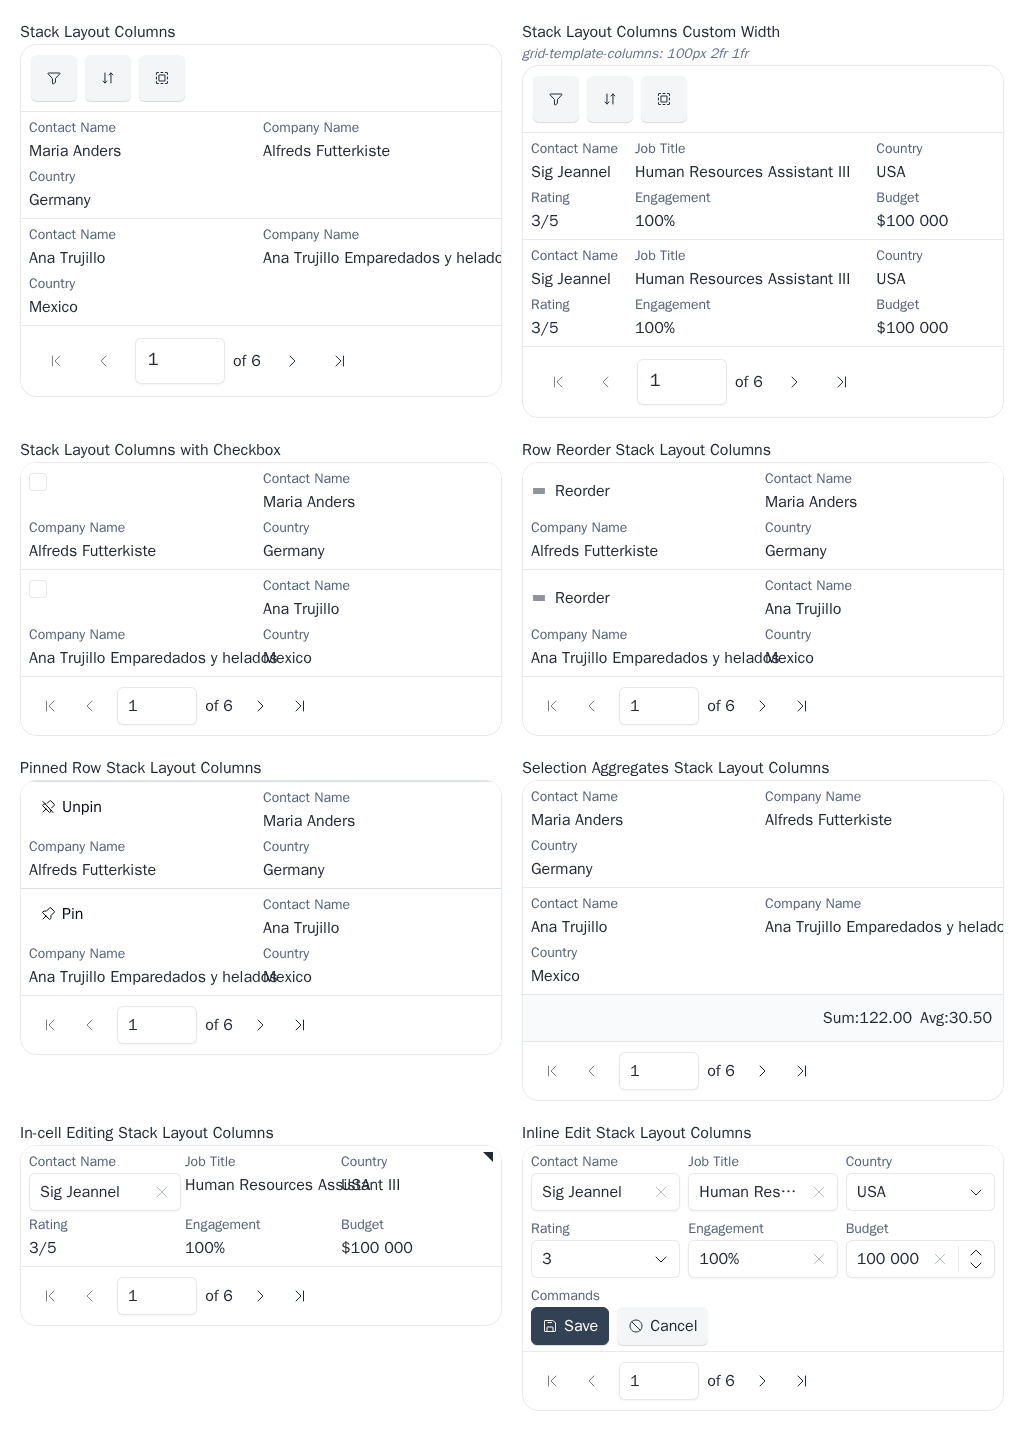 Stack Layout Columns
Contact Name Company Name
Maria Anders Alfreds Futterkiste
Country
Germany
Contact Name Company Name
Ana Trujillo Ana Trujillo Emparedados y helado
Country
Mexico
1 of 6
Stack Layout Columns Custom Width
grid-template-columns: 100px 2fr 1fr
Contact Name Job Title Country
Sig Jeannel Human Resources Assistant III USA
Rating Engagement Budget
3/5 100% $100 000
Contact Name Job Title Country
Sig Jeannel Human Resources Assistant III USA
Rating Engagement Budget
3/5 100% $100 000
1 of 6
Stack Layout Columns with Checkbox
Contact Name
Maria Anders
Company Name Country
Alfreds Futterkiste Germany
Contact Name
Ana Trujillo
Company Name Country
Ana Trujillo Emparedados y helados Mexico
1 of 6
Row Reorder Stack Layout Columns
Reorder Contact Name
Maria Anders
Company Name Country
Alfreds Futterkiste Germany
Reorder Contact Name
Ana Trujillo
Company Name Country
Ana Trujillo Emparedados y helados Mexico
1 of 6
Pinned Row Stack Layout Columns
Unpin Contact Name
Maria Anders
Company Name Country
Alfreds Futterkiste Germany
Pin Contact Name
Ana Trujillo
Company Name Country
Ana Trujillo Emparedados y helados Mexico
1 of 6
Selection Aggregates Stack Layout Columns
Contact Name Company Name
Maria Anders Alfreds Futterkiste
Country
Germany
Contact Name Company Name
Ana Trujillo Ana Trujillo Emparedados y helado
Country
Mexico
Sum:122.00 Avg:30.50
1 of 6
In-cell Editing Stack Layout Columns
Contact Name Job Title Country
Sig Jeannel Human Resources Assistant III USA
Rating Engagement Budget
3/5 100% $100 000
1 of 6
Inline Edit Stack Layout Columns
Contact Name Job Title Country
Sig Jeannel Human Res··· USA
Rating Engagement Budget
3 100% 100 000
Commands
Save Cancel
1 of 6